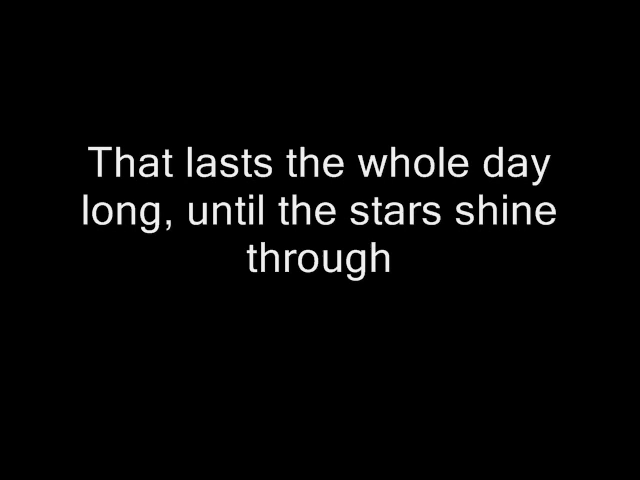 That lasts the whole day
long, until the stars shine
through